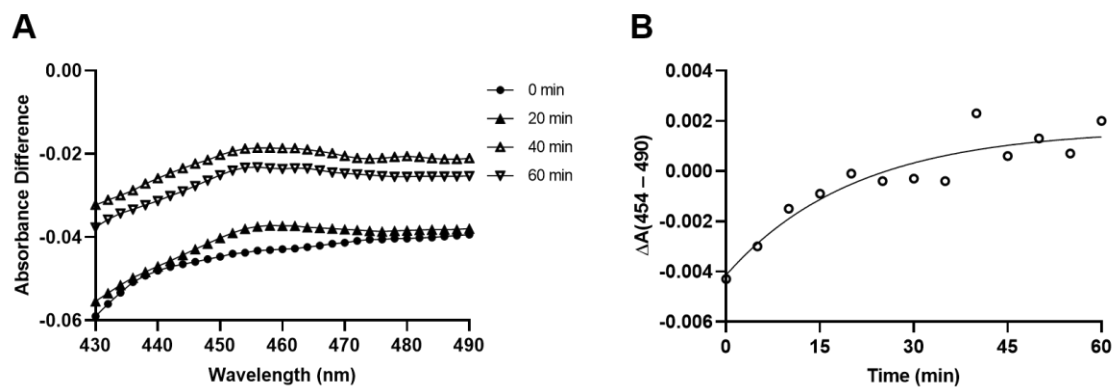 A
0.00
-0.02
-0.04
-0.06
Absorbance Difference
430 440 450 460 470 480 490
Wavelength (nm)
0 min
20 min
40 min
60 min
B
0.004
0.002
0.000
-0.002
-0.004
-0.006
ΔA(454 – 490)
0 15 30 45 60
Time (min)